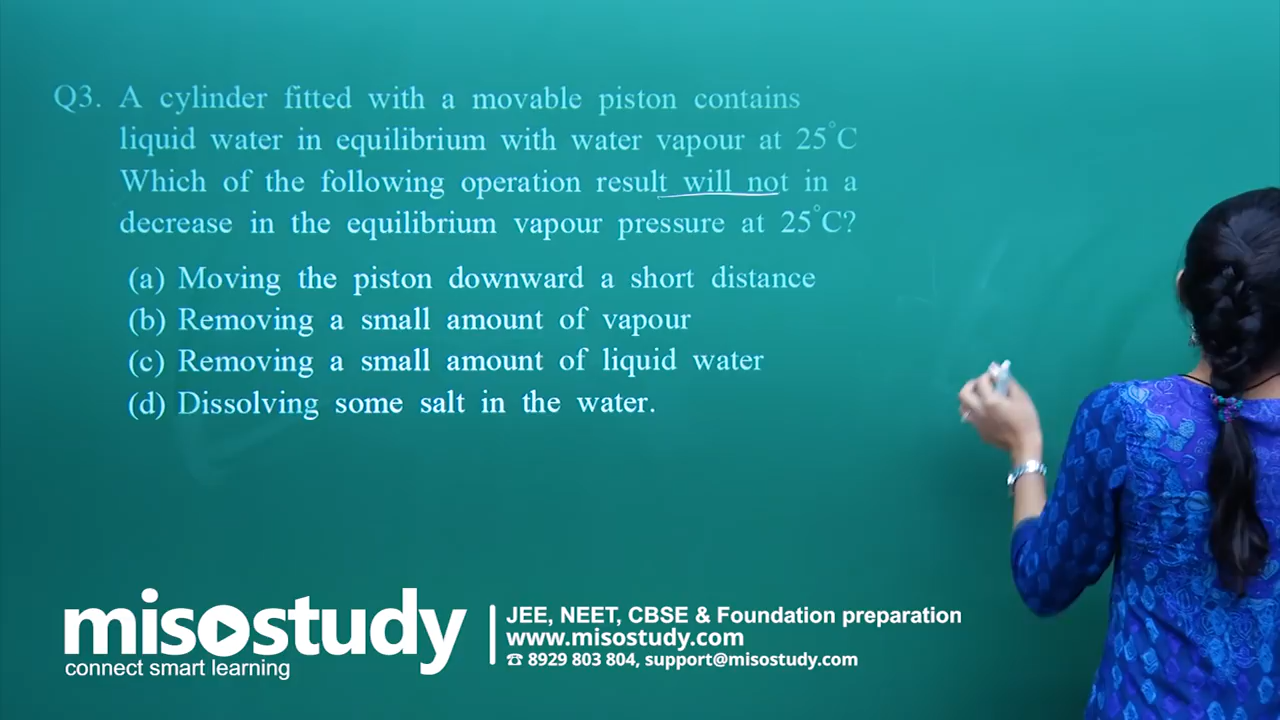 Q3. A cylinder fitted with a movable piston contains
liquid water in equilibrium with water vapour at 25°C
Which of the following operation result will not in a
decrease in the equilibrium vapour pressure at 25°C?
(a) Moving the piston downward a short distance
(b) Removing a small amount of vapour
(c) Removing a small amount of liquid water
(d) Dissolving some salt in the water.
misostudy
connect smart learning
JEE, NEET, CBSE & Foundation preparation
www.misostudy.com
☎ 8929 803 804, support@misostudy.com